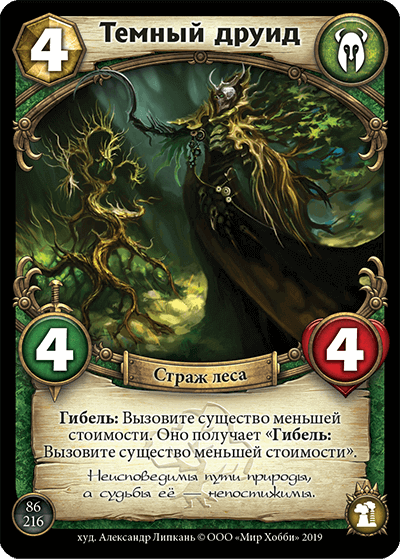 4
Темный друид
4
4
Страж леса
Гибель: Вызовите существо меньшей
стоимости. Оно получает «Гибель:
Вызовите существо меньшей стоимости».
Неисповедимы пути природы,
а судьбы её — непостижимы.
86
216
худ. Александр Липкань © ООО «Мир Хобби» 2019